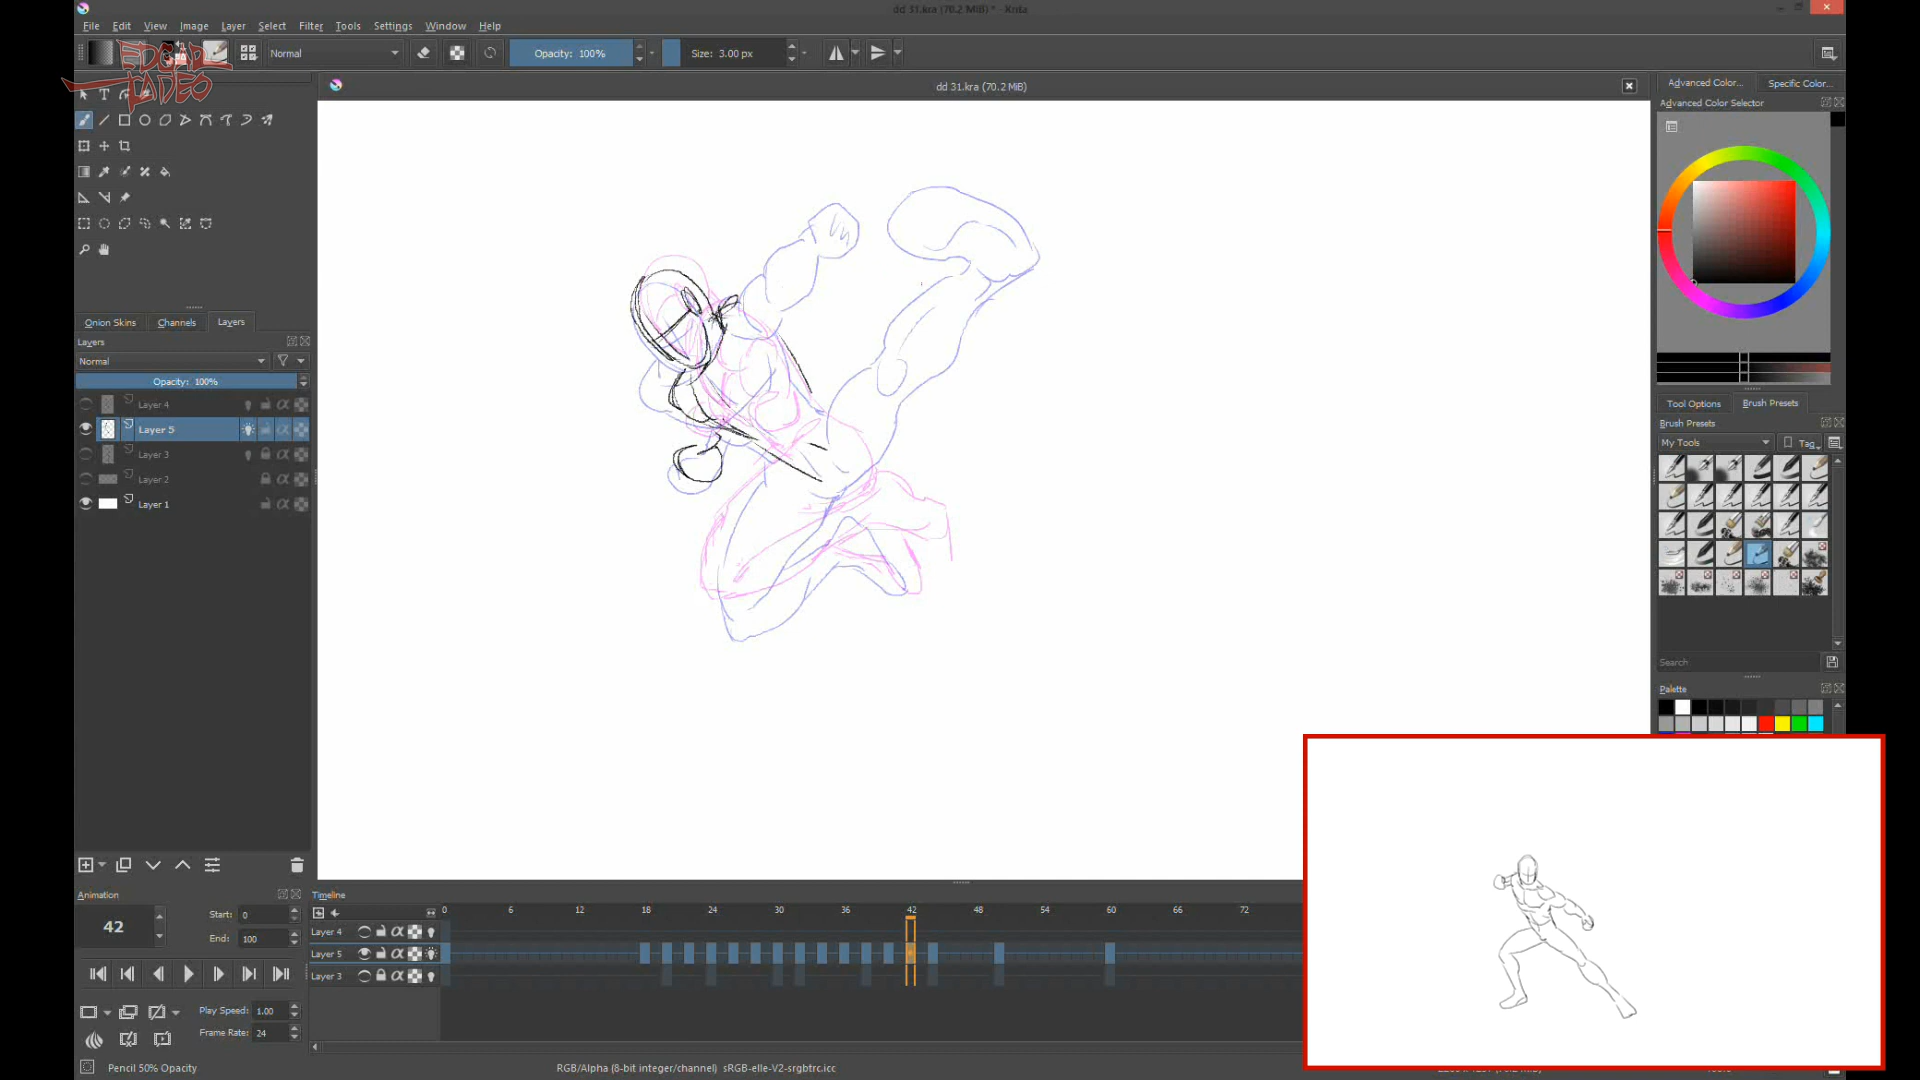 dd 31.kra (70.2 MiB) * - Krita
File Edit View Image Layer Select Filter Tools Settings Window Help
EDGAR TADEO
Normal Opacity: 100% Size: 3.00 px
dd 31.kra (70.2 MiB)
Advanced Color... Specific Color...
Advanced Color Selector
Onion Skins Channels Layers
Layers
Normal
Opacity: 100%
Layer 4
Layer 5
Layer 3
Layer 2
Layer 1
Tool Options Brush Presets
Brush Presets
My Tools Tag
Search
Palette
Animation
42
Start: 0
End: 100
Play Speed: 1.00
Frame Rate: 24
Timeline
0 6 12 18 24 30 36 42 48 54 60 66 72
Layer 4
Layer 5
Layer 3
Pencil 50% Opacity
RGB/Alpha (8-bit integer/channel) sRGB-elle-V2-srgbtrc.icc